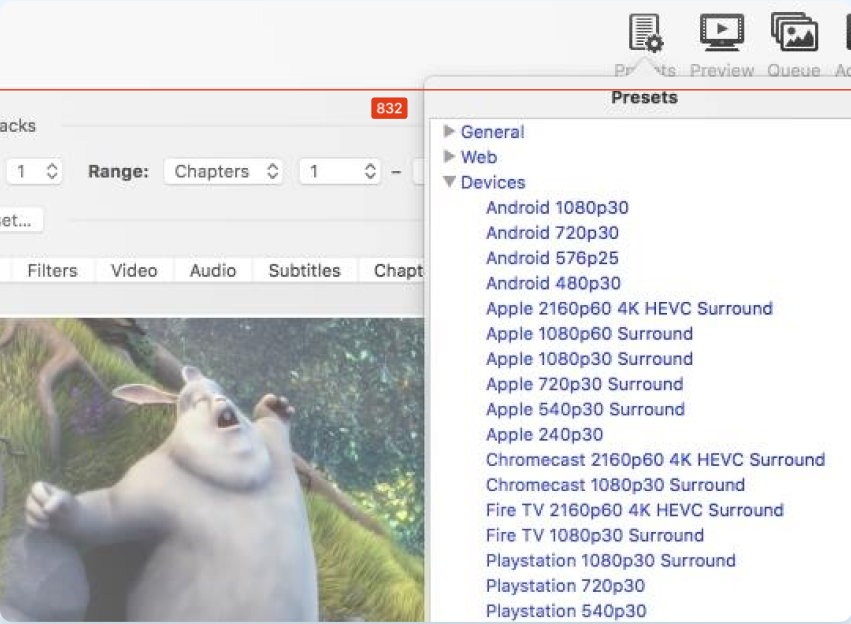 Presets Preview Queue
Presets
832
General
Web
Devices
Android 1080p30
Android 720p30
Android 576p25
Android 480p30
Apple 2160p60 4K HEVC Surround
Apple 1080p60 Surround
Apple 1080p30 Surround
Apple 720p30 Surround
Apple 540p30 Surround
Apple 240p30
Chromecast 2160p60 4K HEVC Surround
Chromecast 1080p30 Surround
Fire TV 2160p60 4K HEVC Surround
Fire TV 1080p30 Surround
Playstation 1080p30 Surround
Playstation 720p30
Playstation 540p30
acks
1 Range: Chapters 1 –
et...
Filters Video Audio Subtitles Chapt